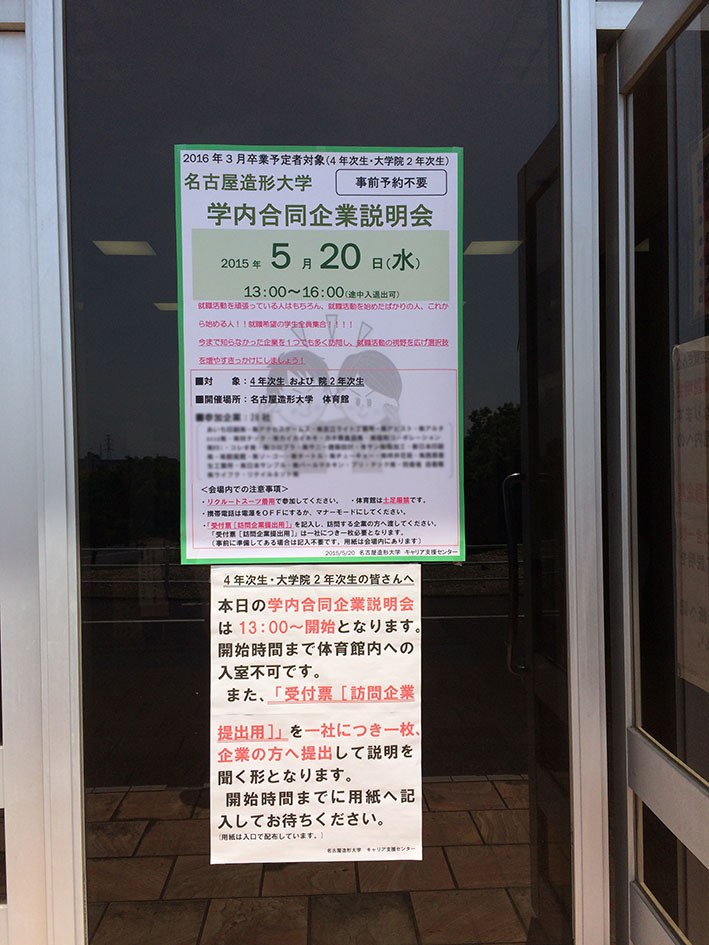 2016年3月卒業予定者対象(4年次生・大学院2年次生)
名古屋造形大学
事前予約不要
学内合同企業説明会
2015年 5月20日(水)
13:00~16:00(途中入退出可)
就職活動を頑張っている人はもちろん、就職活動を始めたばかりの人、これか
ら始める人!!就職希望の学生全員集合!!!!
今まで知らなかった企業を1つでも多く訪問し、就職活動の視野を広げ選択肢
を増やすきっかけにしましょう!
■対 象:4年次生 および 院2年次生
■開催場所:名古屋造形大学 体育館
<会場内での注意事項>
・リクルートスーツ着用で参加してください。 ・体育館は土足厳禁です。
・携帯電話は電源をOFFにするか、マナーモードにしてください。
・「受付票[訪問企業提出用]」を記入し、訪問する企業の方へ渡してください。
「受付票[訪問企業提出用]」は一社につき一枚必要となります。
(事前に準備してある場合は記入不要です。用紙は会場内にあります)
2015/5/20 名古屋造形大学 キャリア支援センター
4年次生・大学院2年次生の皆さんへ
本日の学内合同企業説明会
は13:00~開始となります。
開始時間まで体育館内への
入室不可です。
また、「受付票[訪問企業
提出用]」を一社につき一枚、
企業の方へ提出して説明を
聞く形となります。
開始時間までに用紙へ記
入してお待ちください。
(用紙は入口で配布しています。)
名古屋造形大学 キャリア支援センター